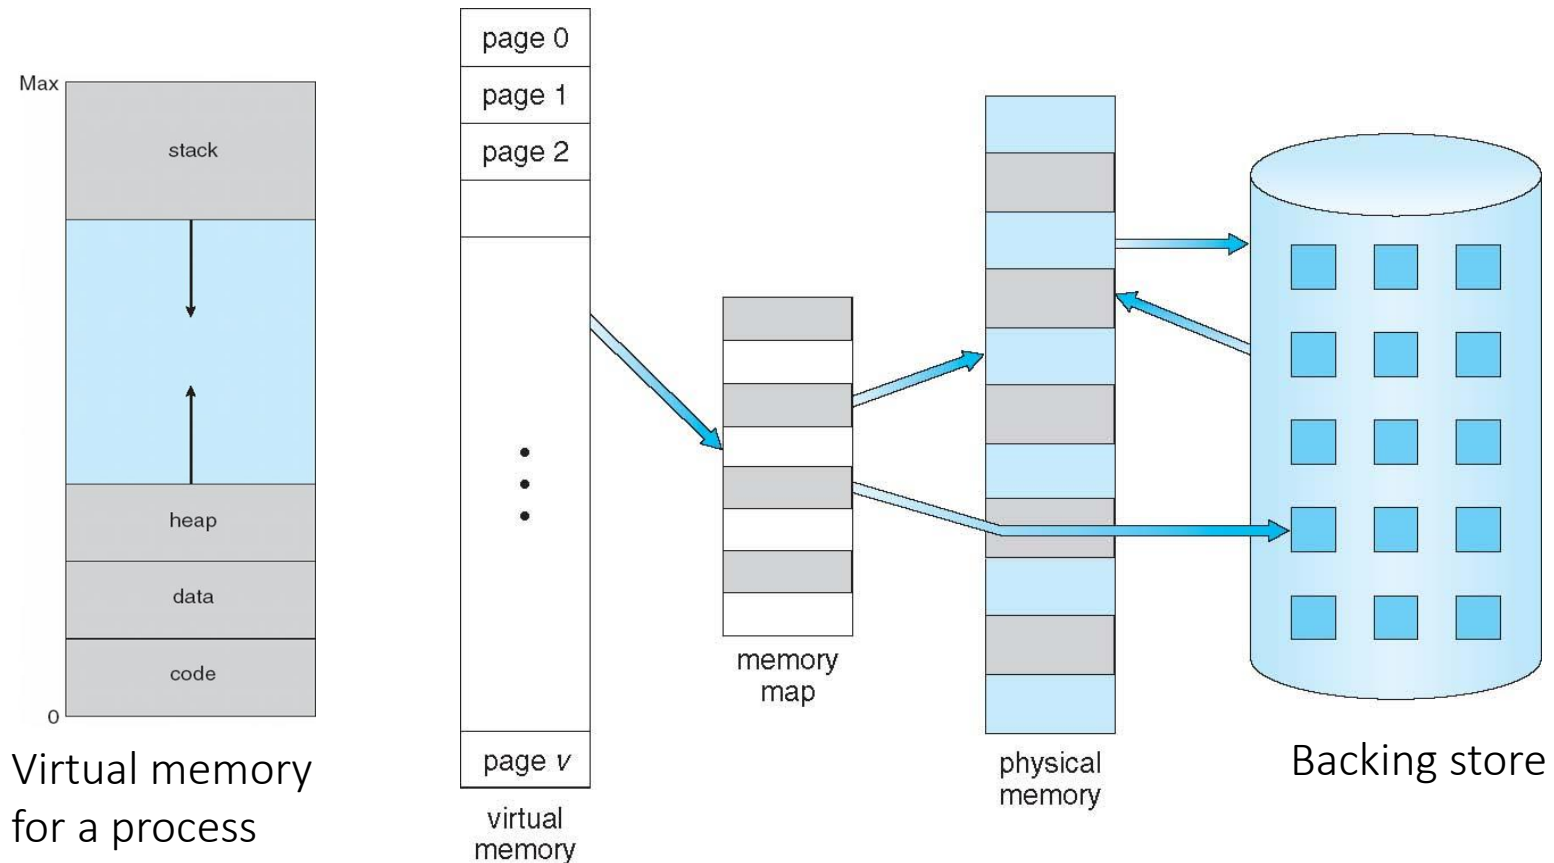 Max
stack
heap
data
code
0
Virtual memory
for a process
page 0
page 1
page 2
page v
virtual
memory
memory
map
physical
memory
Backing store